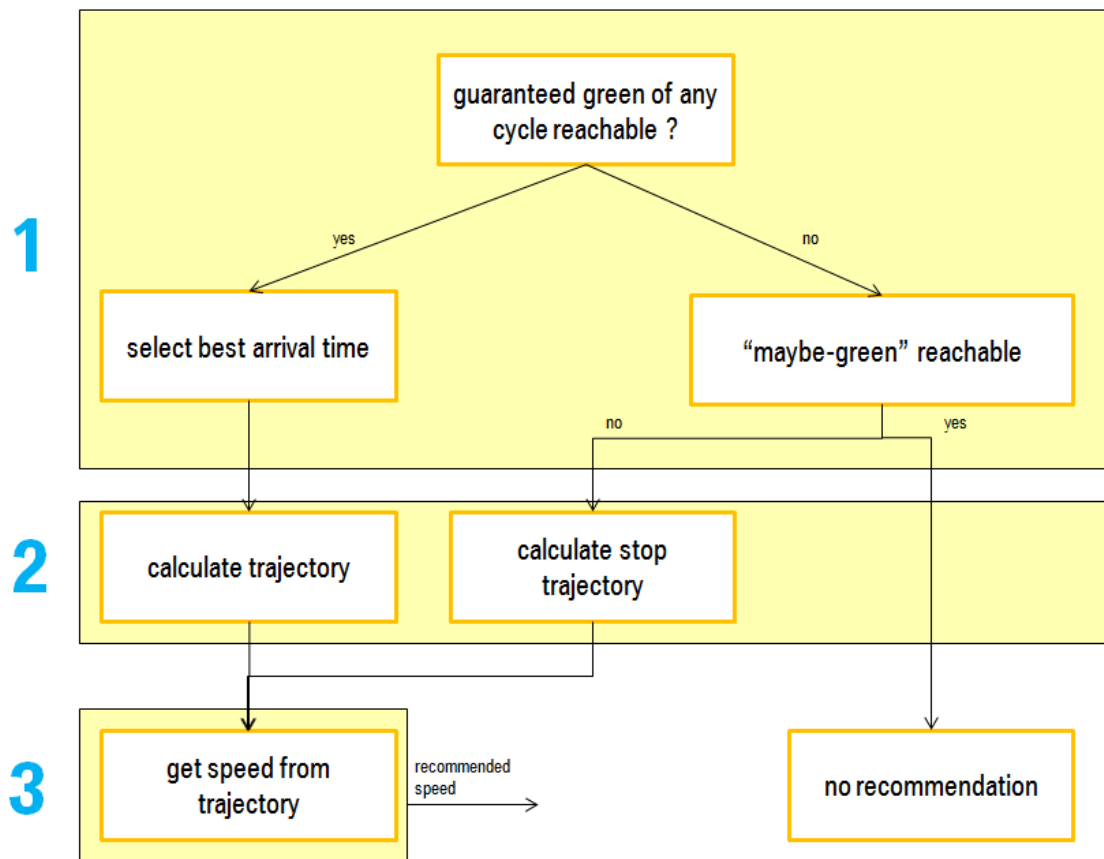 guaranteed green of any
cycle reachable ?
1
yes
no
select best arrival time
“maybe-green” reachable
no
yes
2
calculate trajectory
calculate stop
trajectory
3
get speed from
trajectory
recommended
speed
no recommendation